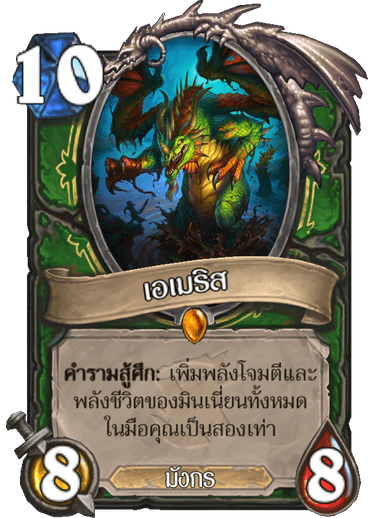 10
เอเมริส
คำรามสู้ศึก: เพิ่มพลังโจมตีและ
พลังชีวิตของมินเนี่ยนทั้งหมด
ในมือคุณเป็นสองเท่า
8
มังกร
8